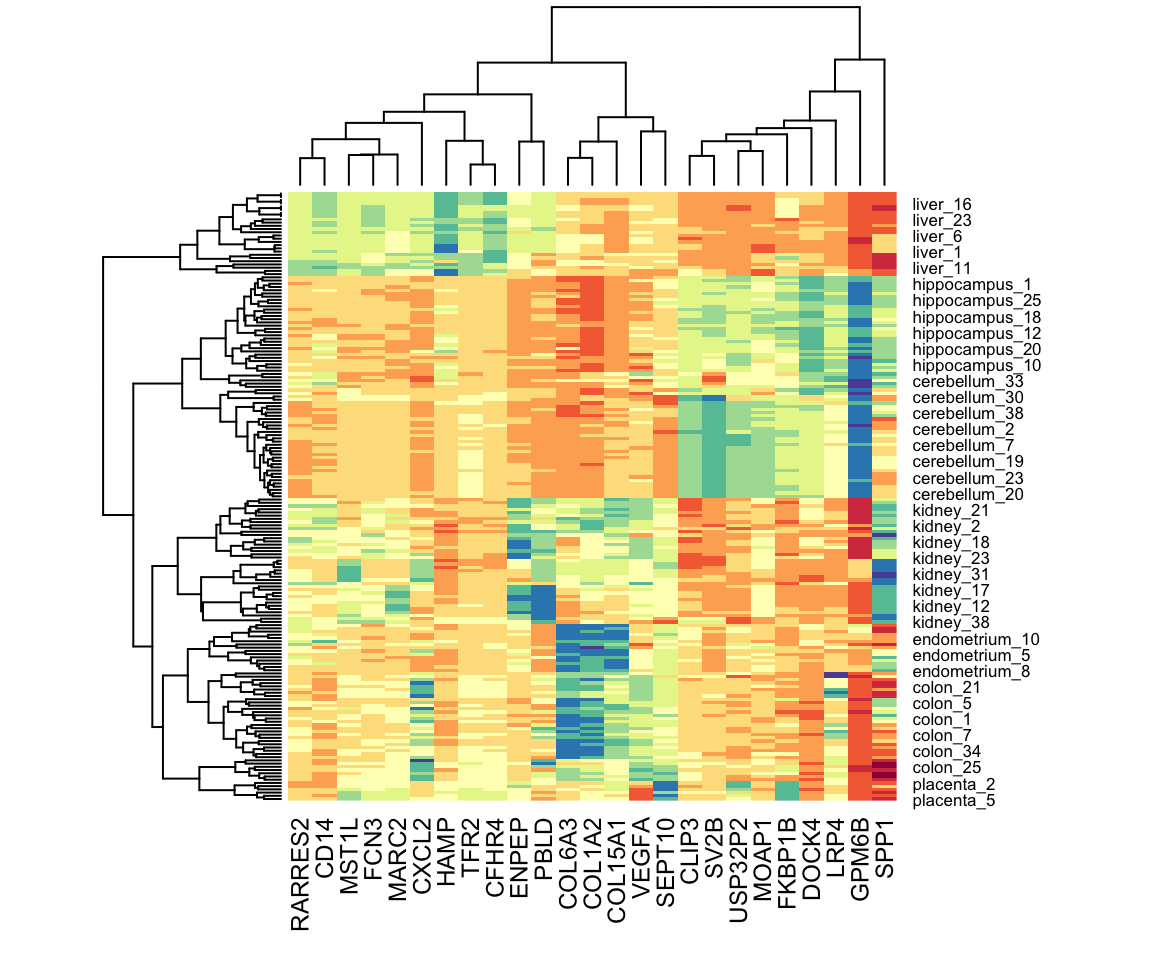 liver_16
liver_23
liver_6
liver_1
liver_11
hippocampus_1
hippocampus_25
hippocampus_18
hippocampus_12
hippocampus_20
hippocampus_10
cerebellum_33
cerebellum_30
cerebellum_38
cerebellum_2
cerebellum_7
cerebellum_19
cerebellum_23
cerebellum_20
kidney_21
kidney_2
kidney_18
kidney_23
kidney_31
kidney_17
kidney_12
kidney_38
endometrium_10
endometrium_5
endometrium_8
colon_21
colon_5
colon_1
colon_7
colon_34
colon_25
placenta_2
placenta_5
RARRES2
CD14
MST1L
FCN3
MARC2
CXCL2
HAMP
TFR2
CFHR4
ENPEP
PBLD
COL6A3
COL1A2
COL15A1
VEGFA
SEPT10
CLIP3
SV2B
USP32P2
MOAP1
FKBP1B
DOCK4
LRP4
GPM6B
SPP1